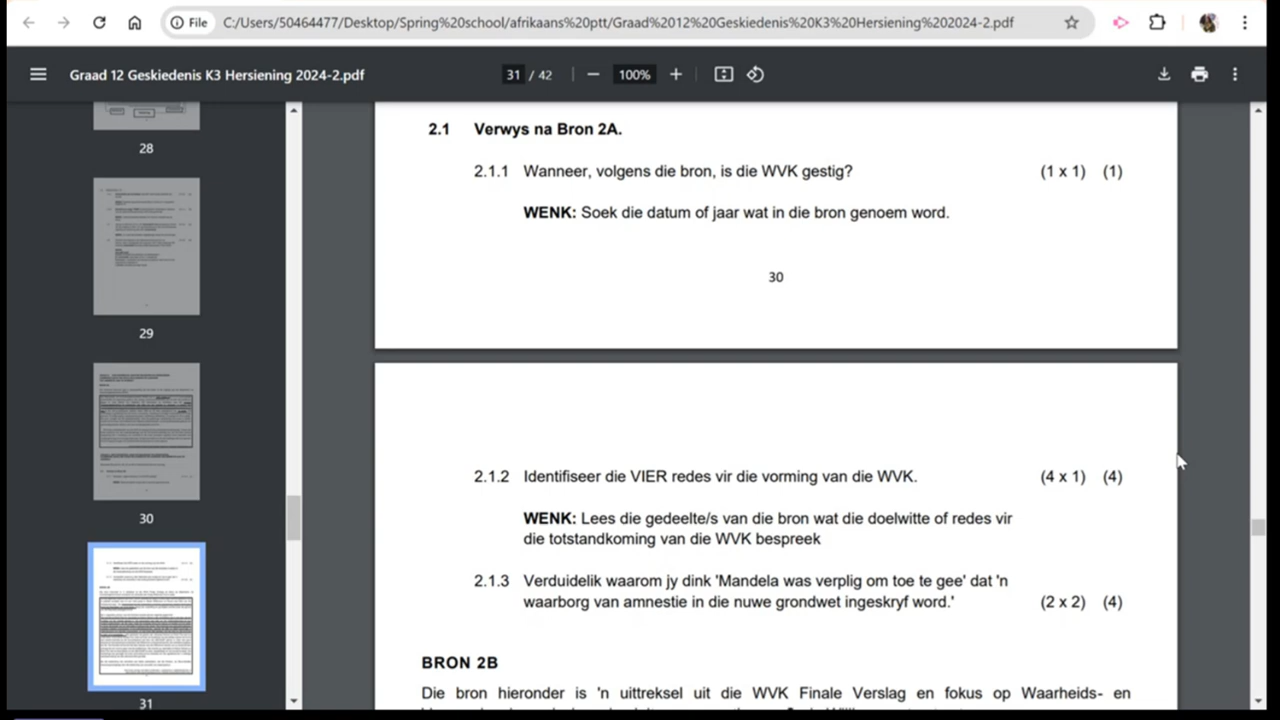 File
C:/Users/50464477/Desktop/Spring%20school/afrikaans%20ptt/Graad%2012%20Geskiedenis%20K3%20Hersiening%202024-2.pdf
Graad 12 Geskiedenis K3 Hersiening 2024-2.pdf
31 / 42
100%
28
29
30
31
2.1 Verwys na Bron 2A.
2.1.1 Wanneer, volgens die bron, is die WVK gestig? (1 x 1) (1)
WENK: Soek die datum of jaar wat in die bron genoem word.
30
2.1.2 Identifiseer die VIER redes vir die vorming van die WVK. (4 x 1) (4)
WENK: Lees die gedeelte/s van die bron wat die doelwitte of redes vir
die totstandkoming van die WVK bespreek
2.1.3 Verduidelik waarom jy dink 'Mandela was verplig om toe te gee' dat 'n
waarborg van amnestie in die nuwe grondwet ingeskryf word.' (2 x 2) (4)
BRON 2B
Die bron hieronder is 'n uittreksel uit die WVK Finale Verslag en fokus op Waarheids- en